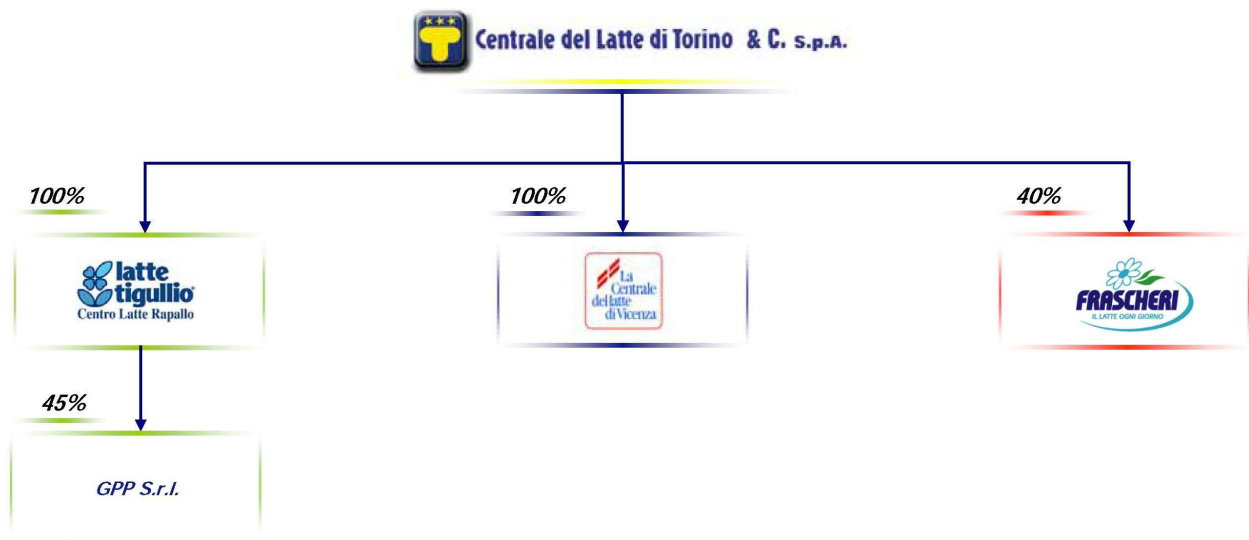 Centrale del Latte di Torino & C. S.p.A.
100%
100%
40%
latte
tigullio
Centro Latte Rapallo
La
Centrale
del latte
di Vicenza
FRASCHERI
IL LATTE OGNI GIORNO
45%
GPP S.r.l.